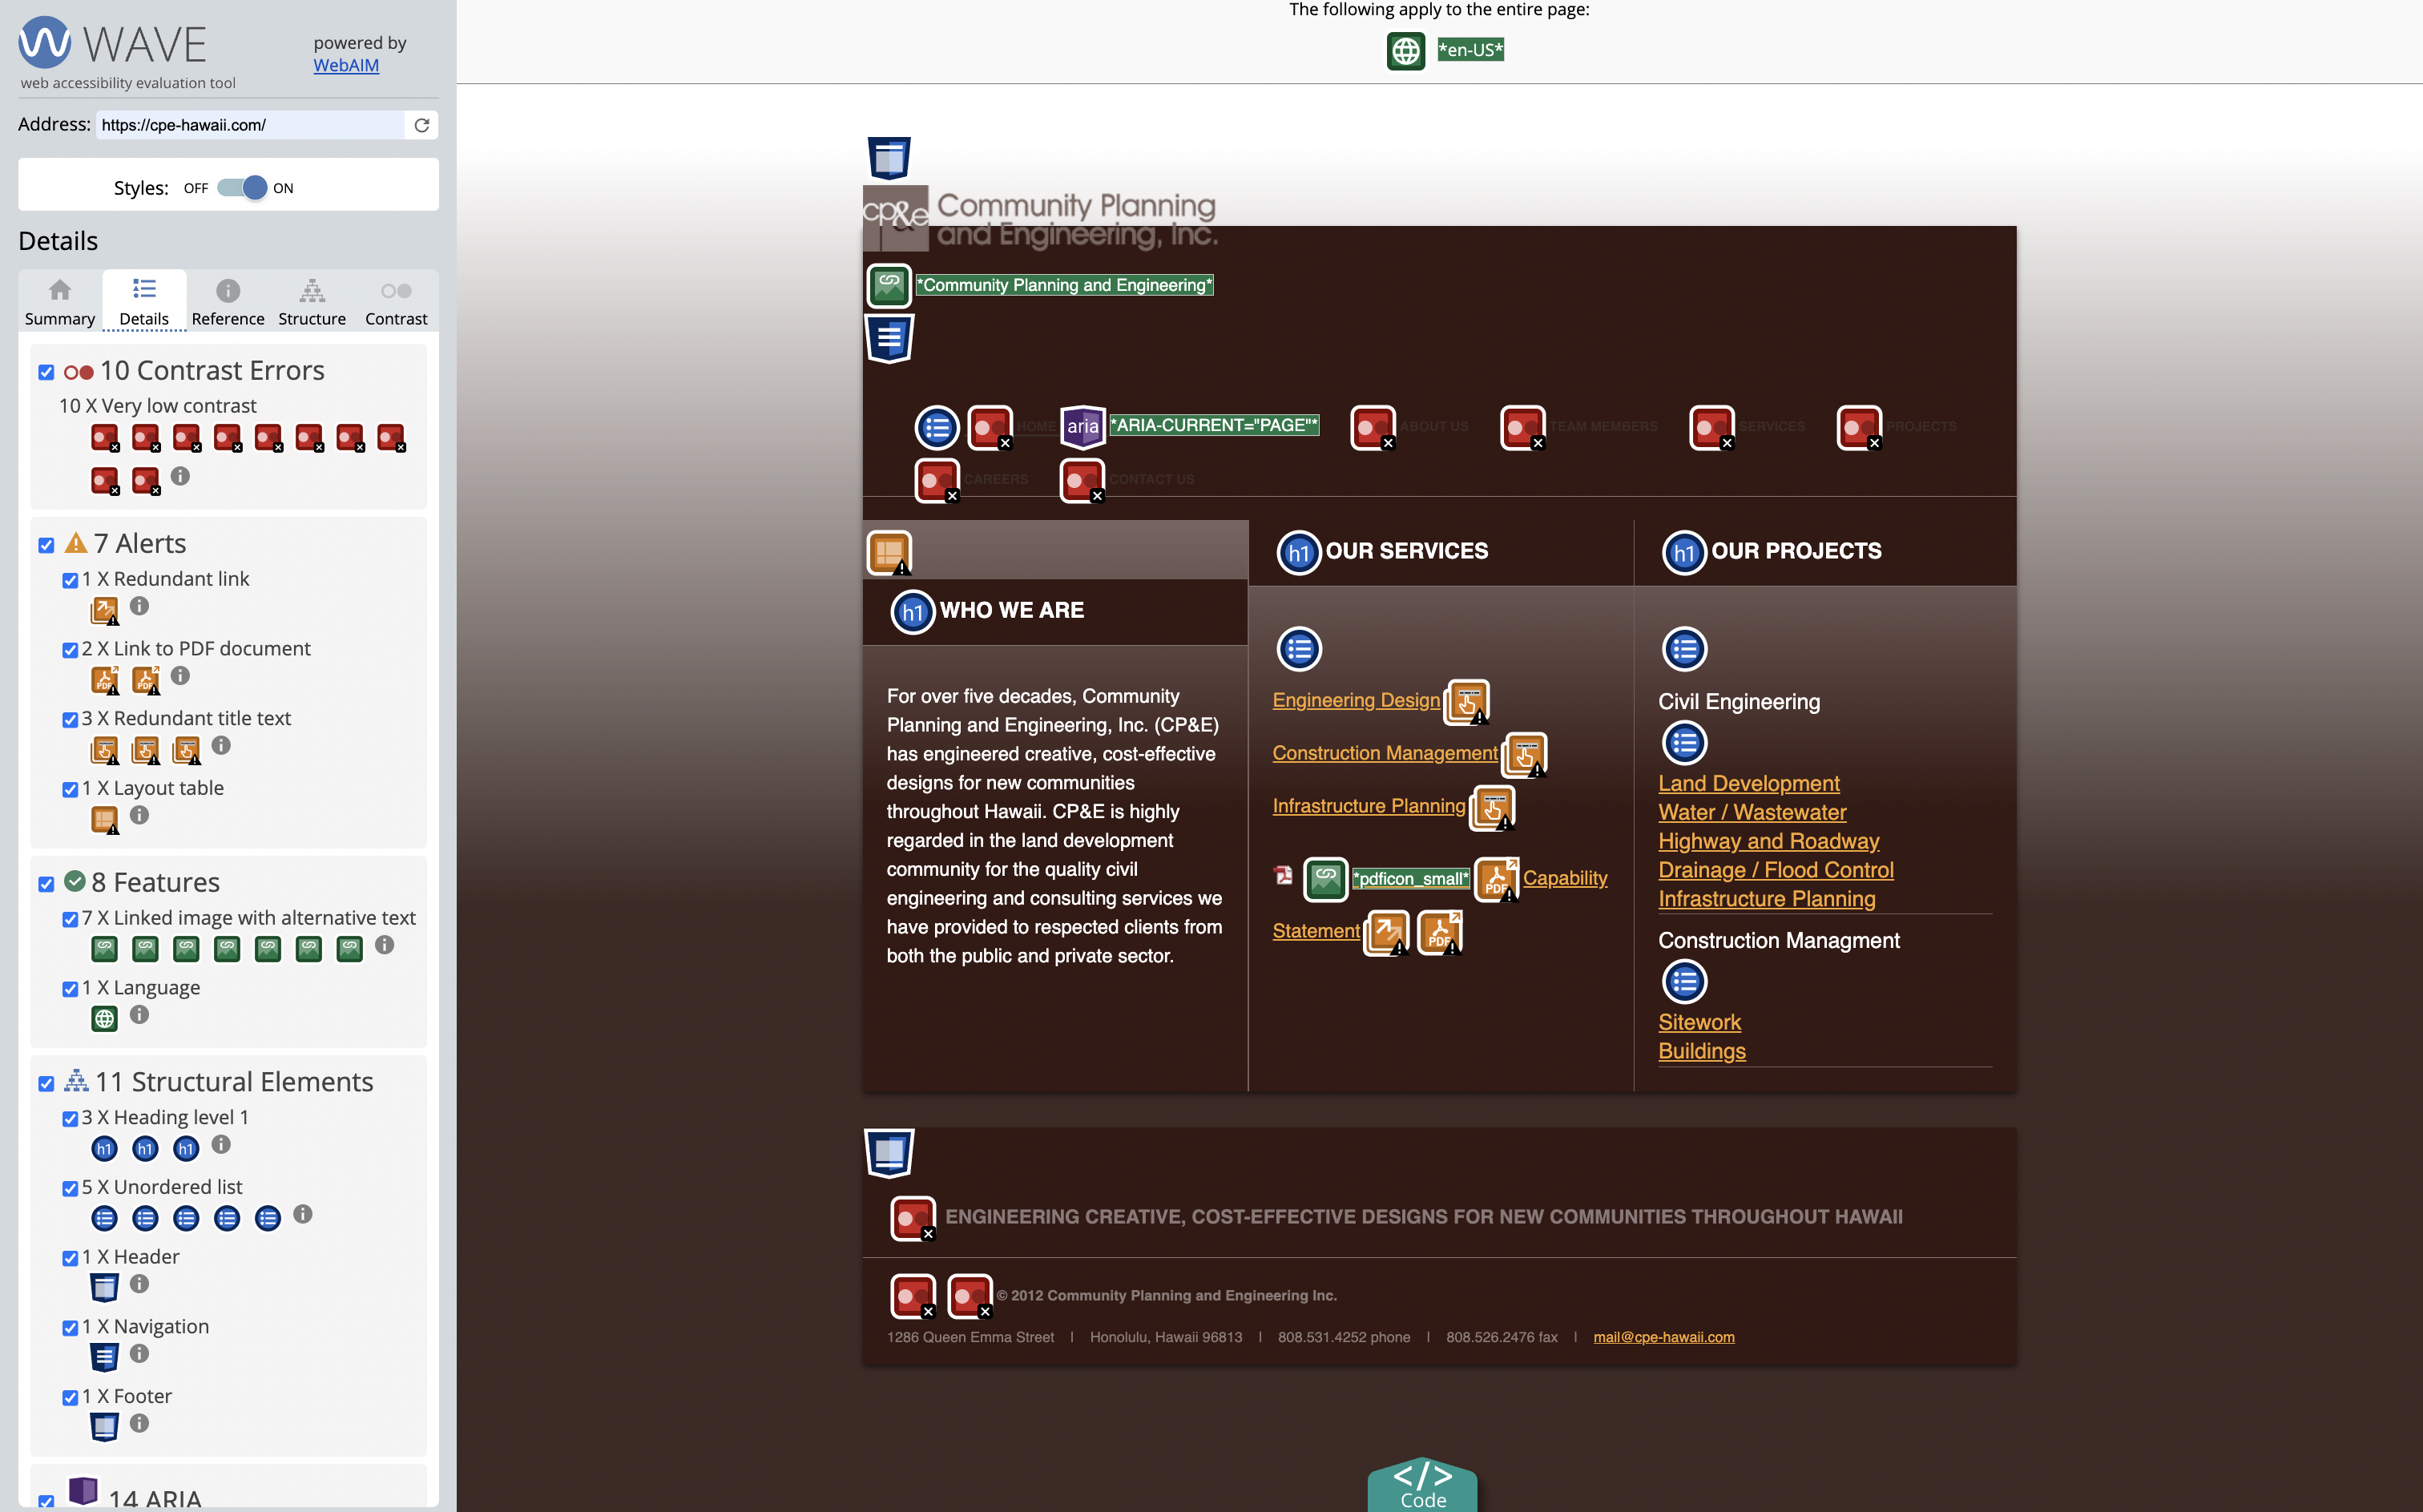 WAVE
web accessibility evaluation tool
powered by
WebAIM
Address:
https://cpe-hawaii.com/
Styles: OFF ON
Details
Summary Details Reference Structure Contrast
10 Contrast Errors
10 X Very low contrast
7 Alerts
1 X Redundant link
2 X Link to PDF document
3 X Redundant title text
1 X Layout table
8 Features
7 X Linked image with alternative text
1 X Language
11 Structural Elements
3 X Heading level 1
h1 h1 h1
5 X Unordered list
1 X Header
1 X Navigation
1 X Footer
14 ARIA
The following apply to the entire page:
*en-US*
cp&e
Community Planning
and Engineering, Inc.
*Community Planning and Engineering*
HOME aria *ARIA-CURRENT="PAGE"* ABOUT US TEAM MEMBERS SERVICES PROJECTS
CAREERS CONTACT US
h1 WHO WE ARE
For over five decades, Community
Planning and Engineering, Inc. (CP&E)
has engineered creative, cost-effective
designs for new communities
throughout Hawaii. CP&E is highly
regarded in the land development
community for the quality civil
engineering and consulting services we
have provided to respected clients from
both the public and private sector.
h1 OUR SERVICES
Engineering Design
Construction Management
Infrastructure Planning
*pdficon_small* PDF Capability
Statement PDF
h1 OUR PROJECTS
Civil Engineering
Land Development
Water / Wastewater
Highway and Roadway
Drainage / Flood Control
Infrastructure Planning
Construction Managment
Sitework
Buildings
ENGINEERING CREATIVE, COST-EFFECTIVE DESIGNS FOR NEW COMMUNITIES THROUGHOUT HAWAII
© 2012 Community Planning and Engineering Inc.
1286 Queen Emma Street | Honolulu, Hawaii 96813 | 808.531.4252 phone | 808.526.2476 fax | mail@cpe-hawaii.com
</>
Code